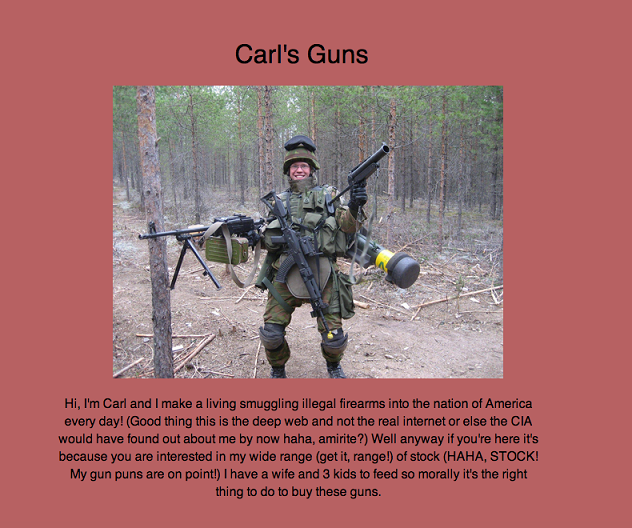 Carl's Guns
Hi, I'm Carl and I make a living smuggling illegal firearms into the nation of America
every day! (Good thing this is the deep web and not the real internet or else the CIA
would have found out about me by now haha, amirite?) Well anyway if you're here it's
because you are interested in my wide range (get it, range!) of stock (HAHA, STOCK!
My gun puns are on point!) I have a wife and 3 kids to feed so morally it's the right
thing to do to buy these guns.